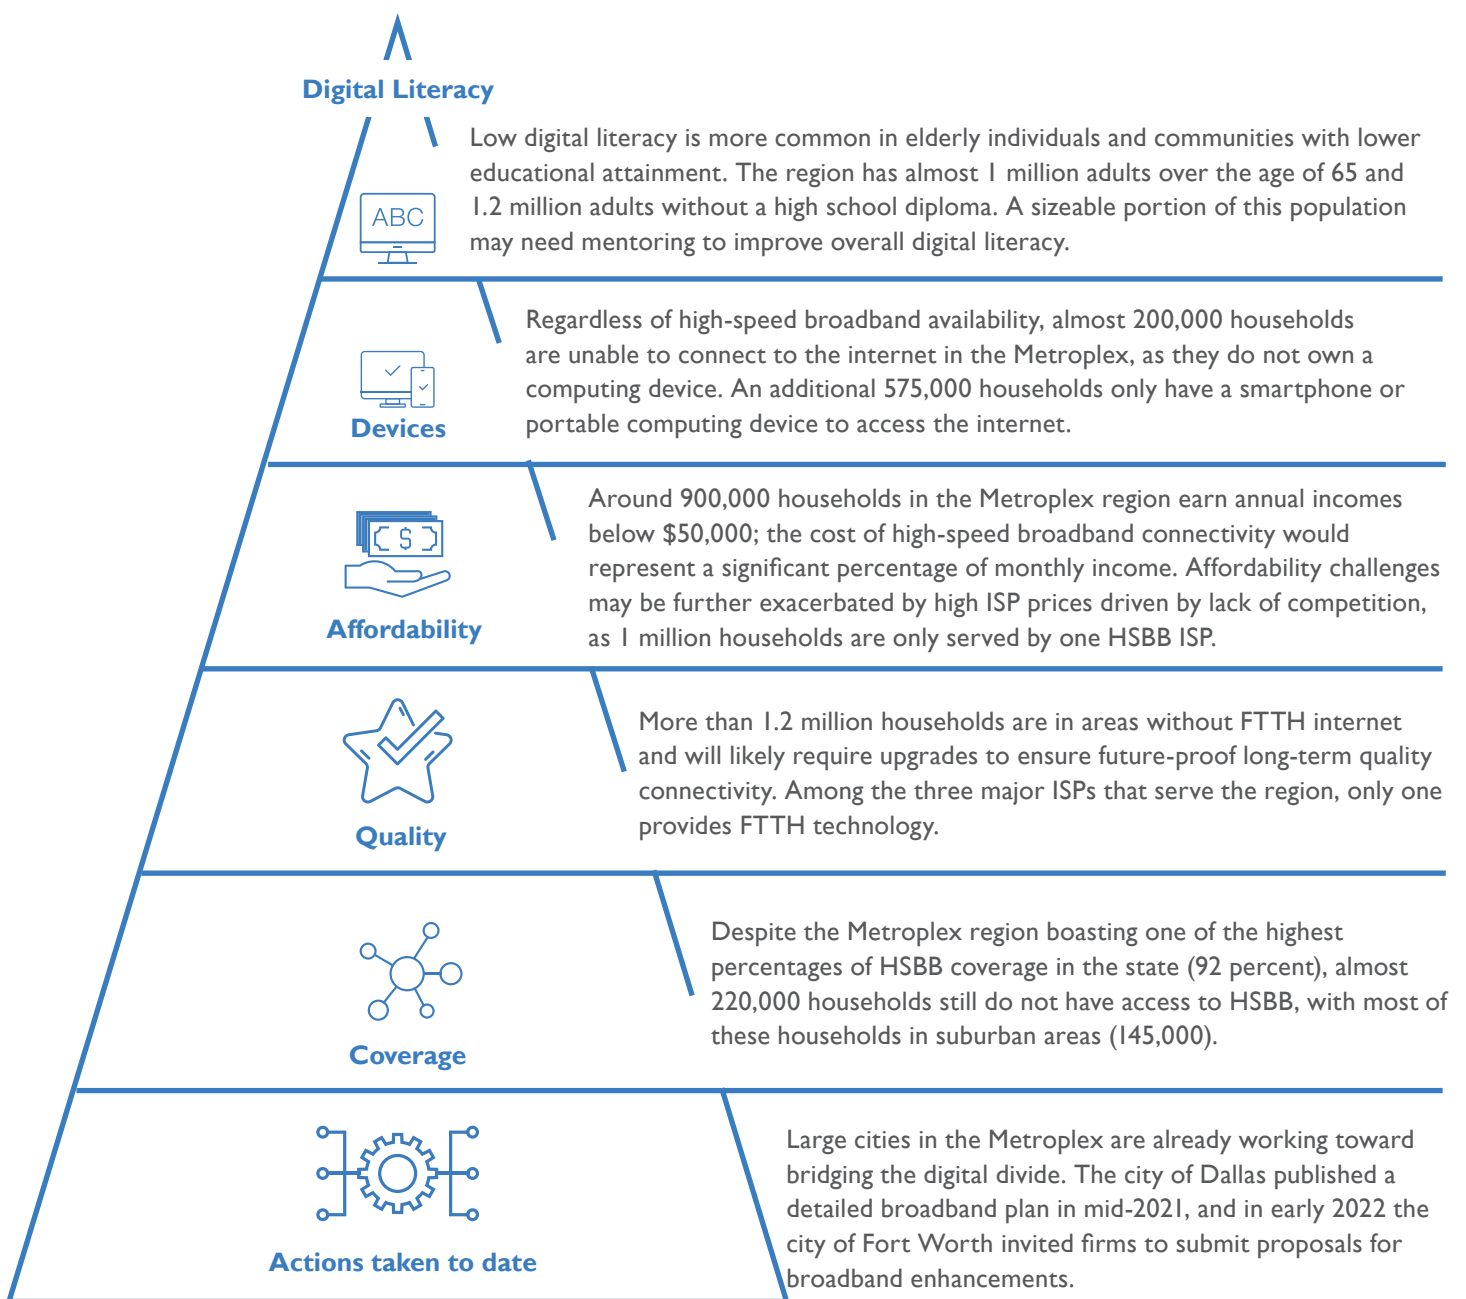 Digital Literacy
Low digital literacy is more common in elderly individuals and communities with lower
educational attainment. The region has almost 1 million adults over the age of 65 and
1.2 million adults without a high school diploma. A sizeable portion of this population
may need mentoring to improve overall digital literacy.
ABC
Regardless of high-speed broadband availability, almost 200,000 households
are unable to connect to the internet in the Metroplex, as they do not own a
computing device. An additional 575,000 households only have a smartphone or
portable computing device to access the internet.
Devices
Around 900,000 households in the Metroplex region earn annual incomes
below $50,000; the cost of high-speed broadband connectivity would
represent a significant percentage of monthly income. Affordability challenges
may be further exacerbated by high ISP prices driven by lack of competition,
as 1 million households are only served by one HSBB ISP.
$
Affordability
More than 1.2 million households are in areas without FTTH internet
and will likely require upgrades to ensure future-proof long-term quality
connectivity. Among the three major ISPs that serve the region, only one
provides FTTH technology.
Quality
Despite the Metroplex region boasting one of the highest
percentages of HSBB coverage in the state (92 percent), almost
220,000 households still do not have access to HSBB, with most of
these households in suburban areas (145,000).
Coverage
Large cities in the Metroplex are already working toward
bridging the digital divide. The city of Dallas published a
detailed broadband plan in mid-2021, and in early 2022 the
city of Fort Worth invited firms to submit proposals for
broadband enhancements.
Actions taken to date